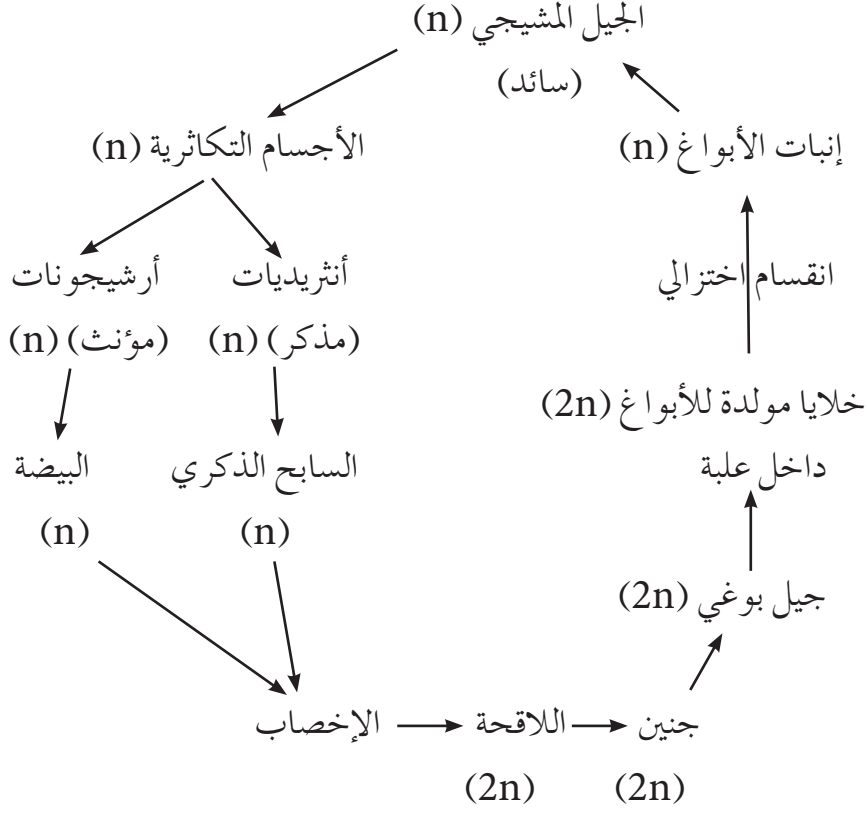 الجيل المشيجي (n)
(سائد)
إنبات الأبواغ (n)
الأجسام التكاثرية (n)
انقسام اختزالي
أنثريديات
أرشيجونات
(مذكر) (n)
(مؤنث) (n)
خلايا مولدة للأبواغ (2n)
داخل علبة
السابح الذكري
البيضة
(n)
(n)
جيل بوغي (2n)
جنين
اللاقحة
الإخصاب
(2n)
(2n)